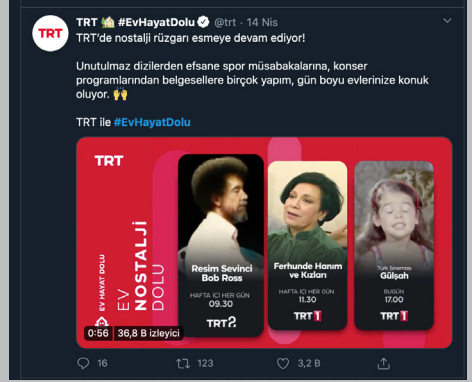 TRT 🏡 #EvHayatDolu @trt · 14 Nis
TRT'de nostalji rüzgarı esmeye devam ediyor!
Unutulmaz dizilerden efsane spor müsabakalarına, konser
programlarından belgesellere birçok yapım, gün boyu evlerinize konuk
oluyor. 🙌
TRT ile #EvHayatDolu
TRT
TRT
EV HAYAT DOLU
EV
NOSTALJİ
DOLU
Resim Sevinci
Bob Ross
HAFTA İÇİ HER GÜN
09.30
TRT2
Ferhunde Hanım
ve Kızları
HAFTA İÇİ HER GÜN
11.30
TRT1
Türk Sineması
Gülşah
BUGÜN
17.00
TRT1
0:56 36,8 B izleyici
16 123 3,2 B